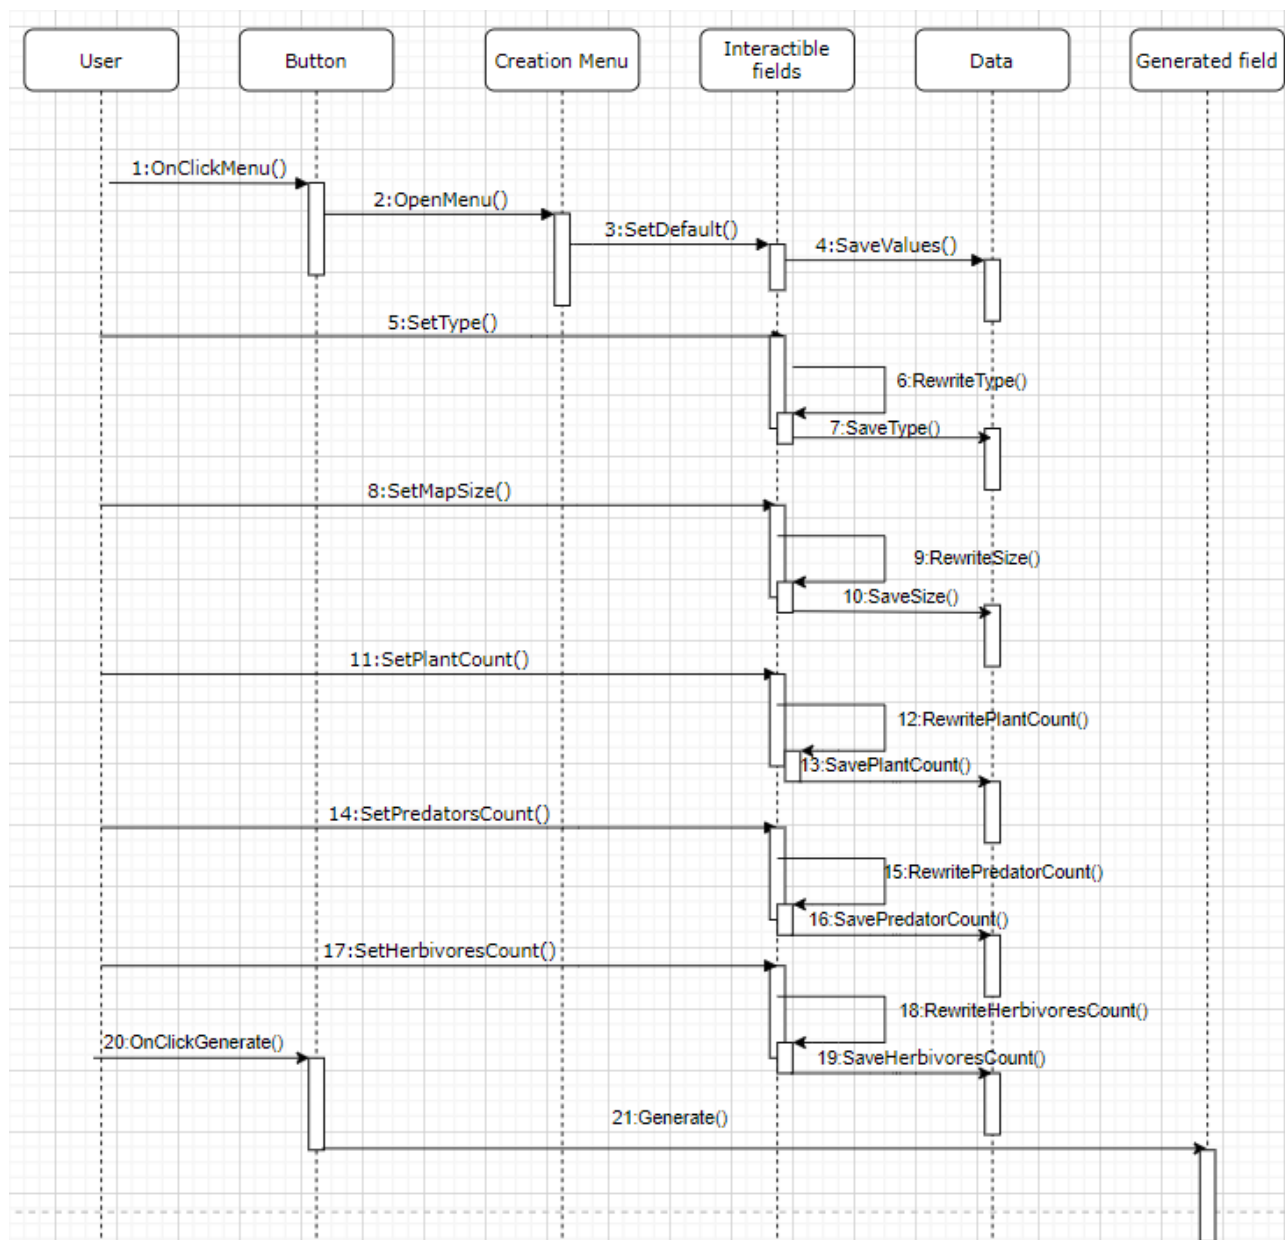 User
Button
Creation Menu
Interactible
fields
Data
Generated field
1:OnClickMenu()
2:OpenMenu()
3:SetDefault()
4:SaveValues()
5:SetType()
6:RewriteType()
7:SaveType()
8:SetMapSize()
9:RewriteSize()
10:SaveSize()
11:SetPlantCount()
12:RewritePlantCount()
13:SavePlantCount()
14:SetPredatorsCount()
15:RewritePredatorCount()
16:SavePredatorCount()
17:SetHerbivoresCount()
18:RewriteHerbivoresCount()
20:OnClickGenerate()
19:SaveHerbivoresCount()
21:Generate()